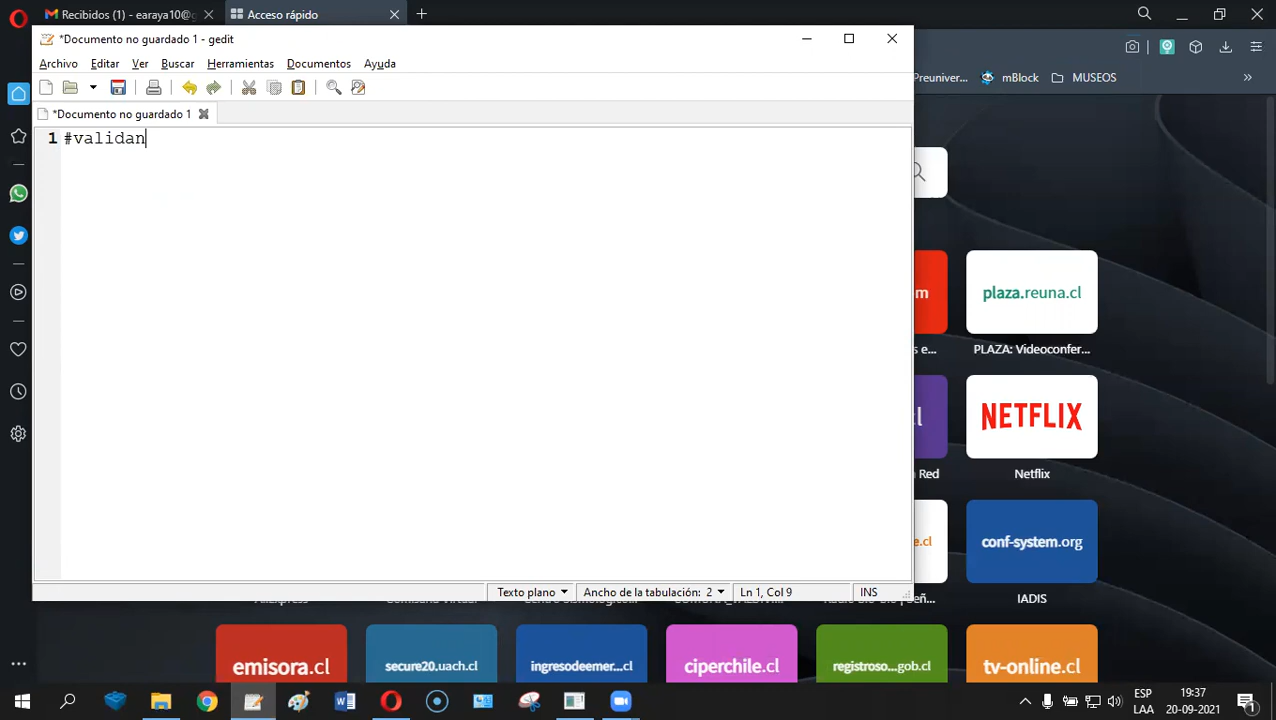 Recibidos (1) - earaya10@g
Acceso rápido
*Documento no guardado 1 - gedit
Archivo Editar Ver Buscar Herramientas Documentos Ayuda
Preuniver... mBlock MUSEOS
*Documento no guardado 1
1 #validan
plaza.reuna.cl
m
s e...
PLAZA: Videoconfer...
cl
NETFLIX
Red
Netflix
e.cl
conf-system.org
Texto plano Ancho de la tabulación: 2 Ln 1, Col 9 INS
IADIS
emisora.cl
secure20.uach.cl
ingresodeemer...cl
ciperchile.cl
registroso...gob.cl
tv-online.cl
ESP
LAA
19:37
20-09-2021
1